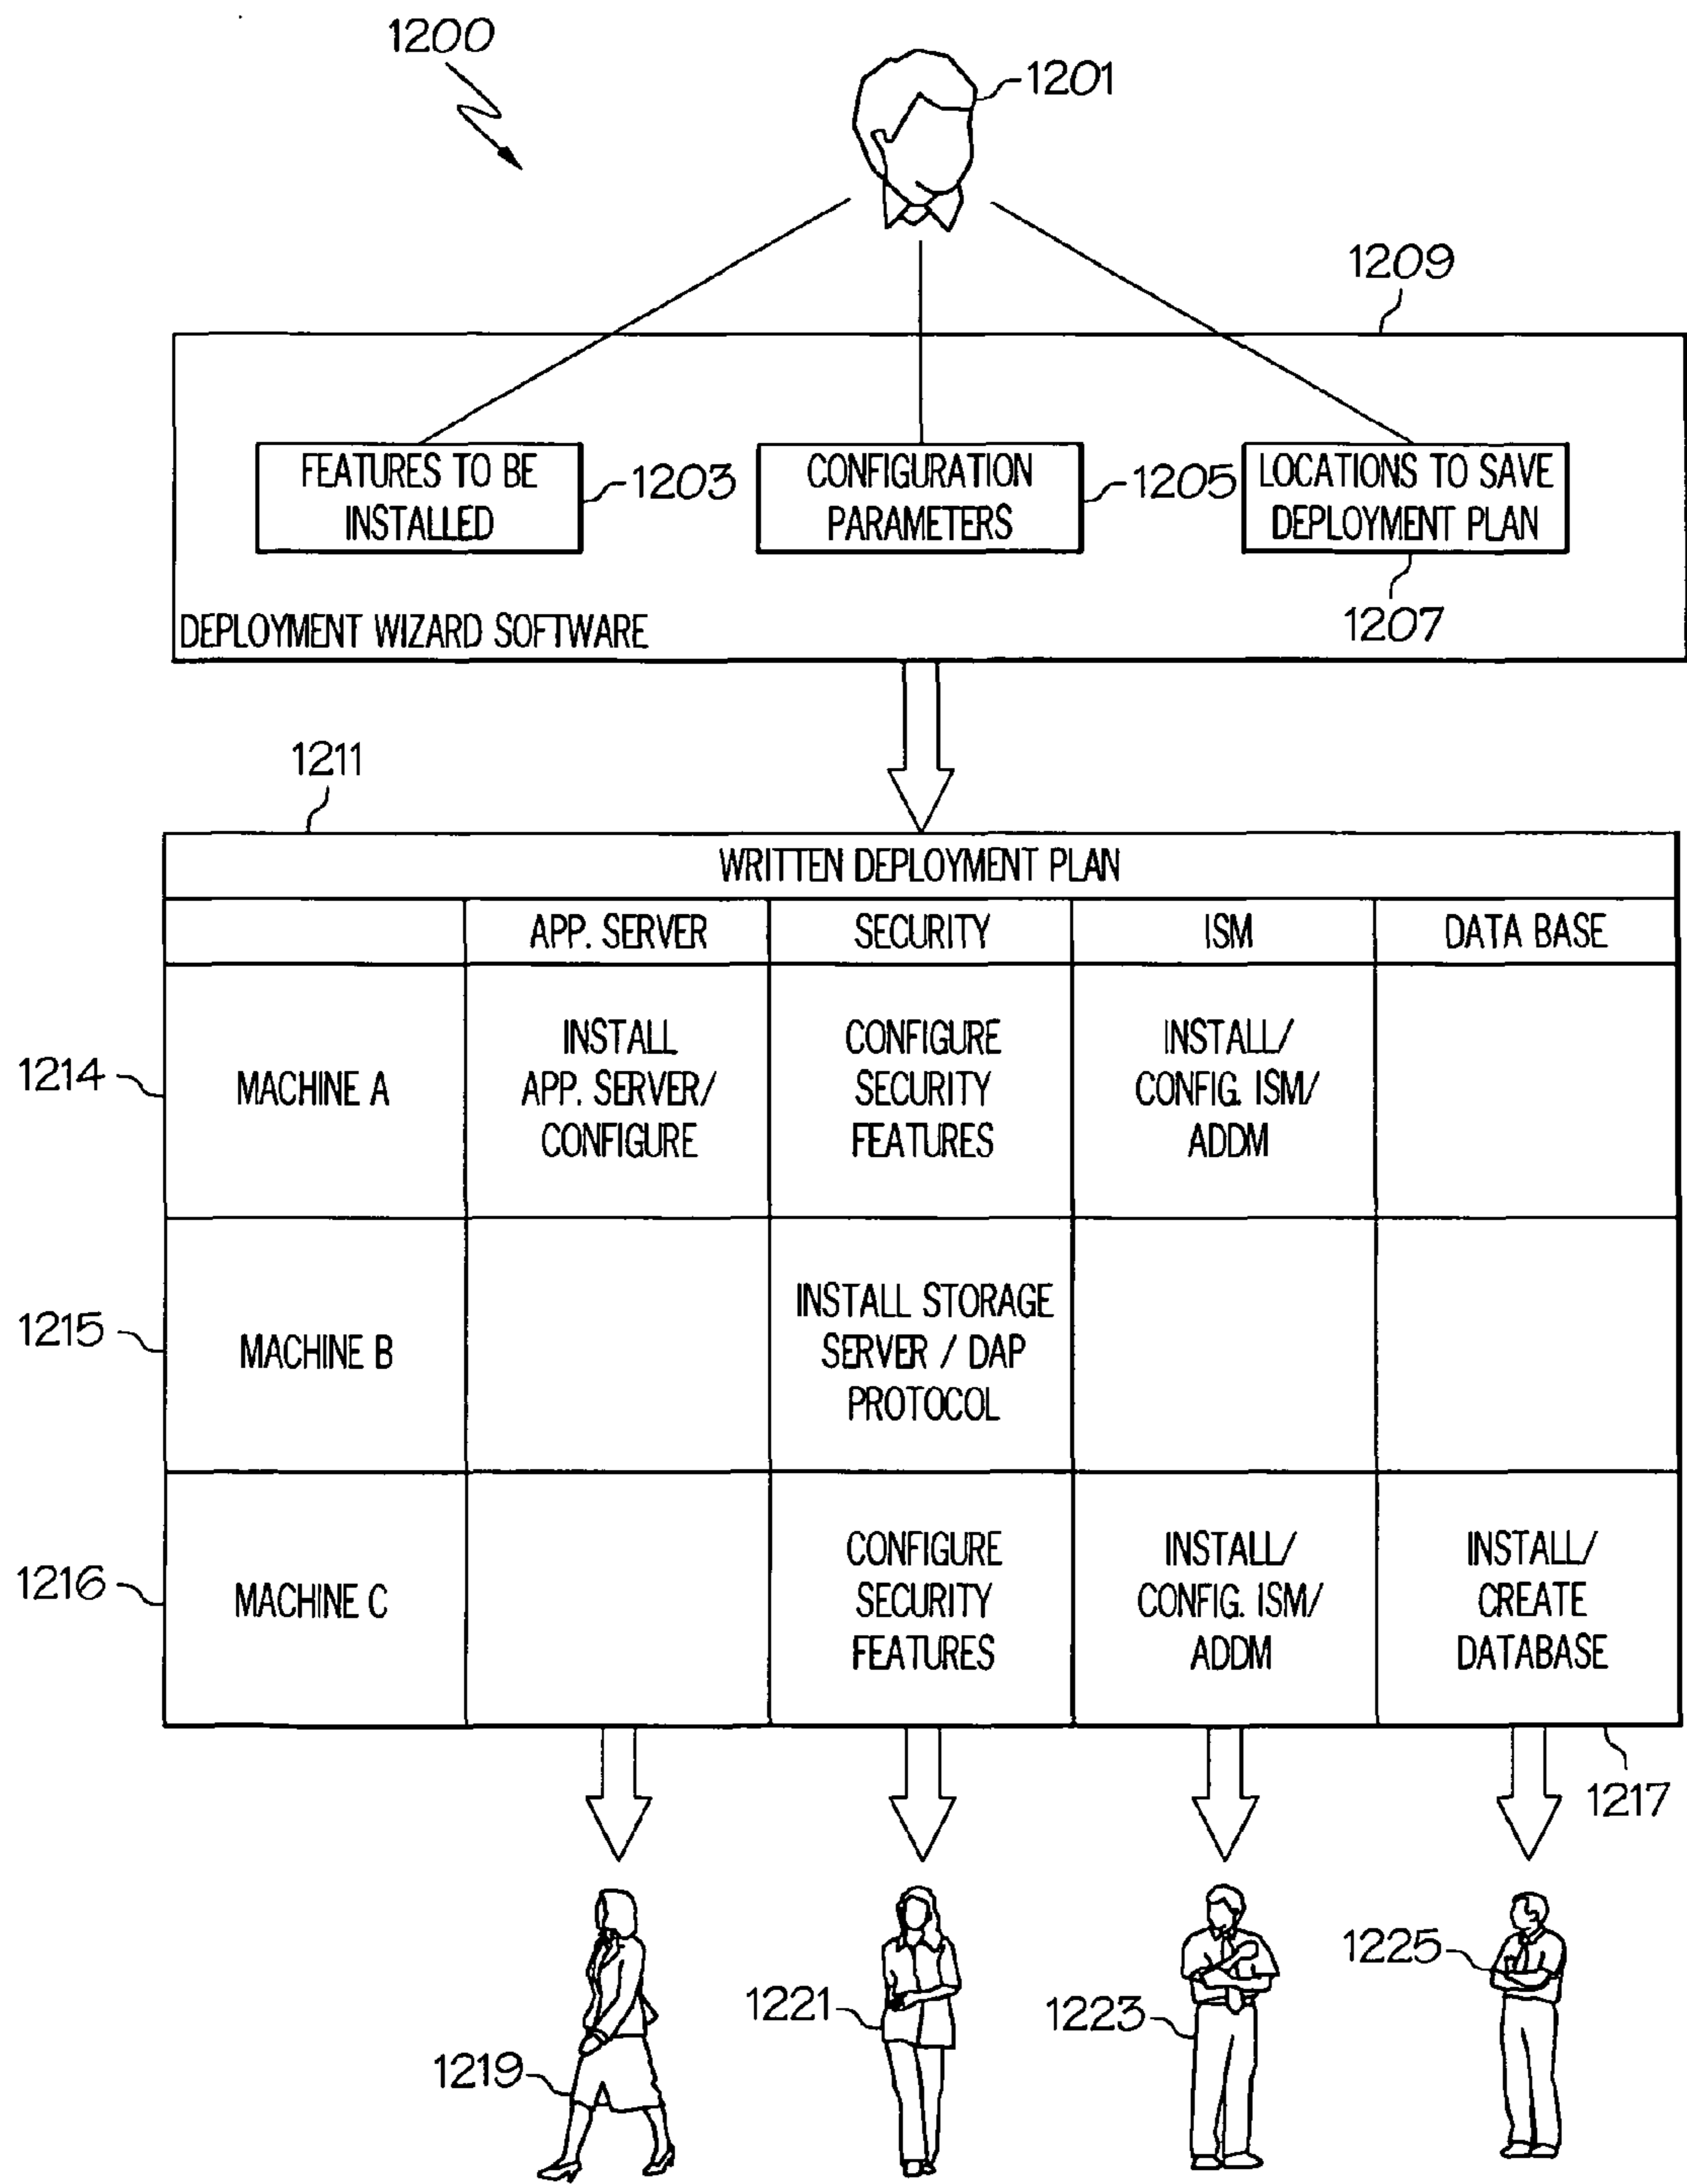 1200
1201
1209
FEATURES TO BE
INSTALLED
1203
CONFIGURATION
PARAMETERS
1205
LOCATIONS TO SAVE
DEPLOYMENT PLAN
1207
DEPLOYMENT WIZARD SOFTWARE
1211
WRITTEN DEPLOYMENT PLAN
APP. SERVER
SECURITY
ISM
DATA BASE
1214
MACHINE A
INSTALL
APP. SERVER/
CONFIGURE
CONFIGURE
SECURITY
FEATURES
INSTALL/
CONFIG. ISM/
ADDM
1215
MACHINE B
INSTALL STORAGE
SERVER / DAP
PROTOCOL
1216
MACHINE C
CONFIGURE
SECURITY
FEATURES
INSTALL/
CONFIG. ISM/
ADDM
INSTALL/
CREATE
DATABASE
1217
1219
1221
1223
1225